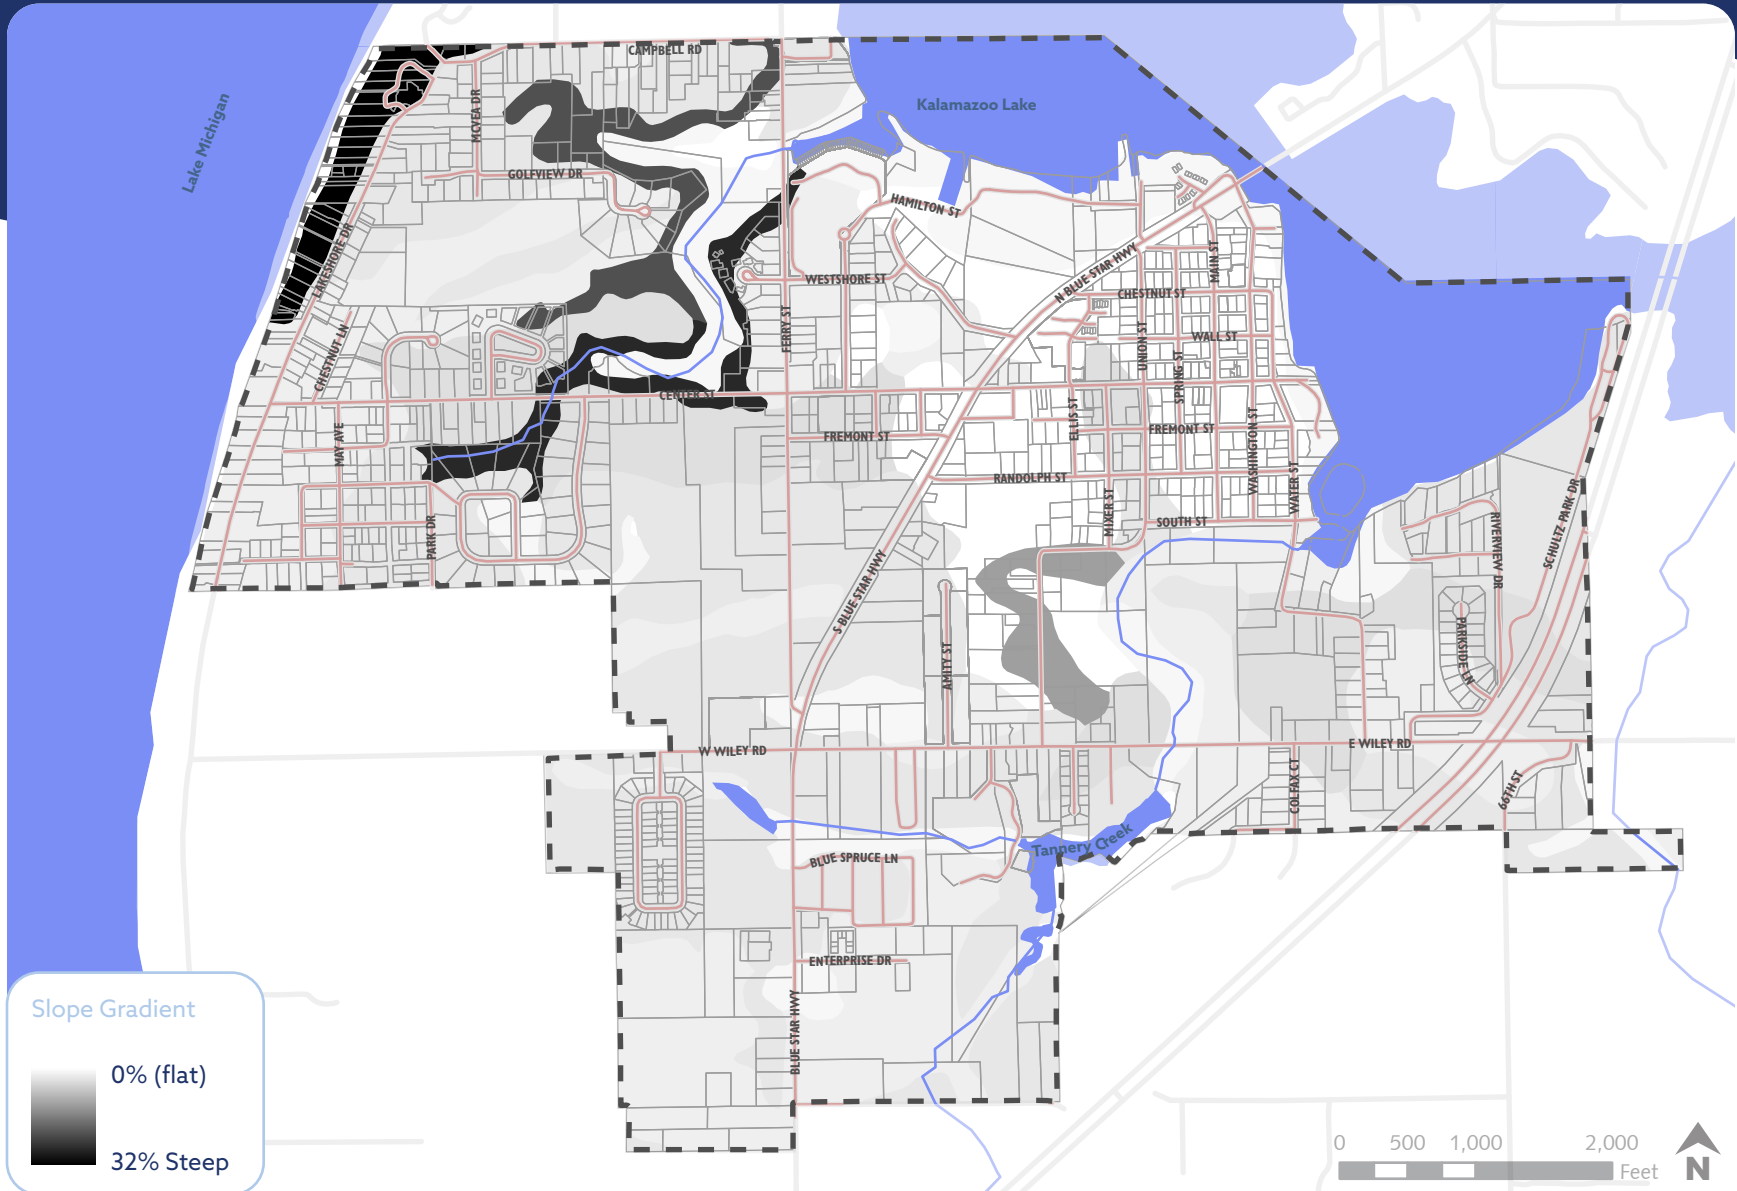 CAMPBELL RD
Lake Michigan
Kalamazoo Lake
MCVEA DR
GOLFVIEW DR
HAMILTON ST
LAKESHORE DR
WESTSHORE ST
N BLUE STAR HWY
MAIN ST
CHESTNUT ST
CHESTNUT LN
FERRY ST
UNION ST
WALL ST
SPRING ST
CENTER ST
MAY AVE
FREMONT ST
ELLIS ST
FREMONT ST
WASHINGTON ST
RANDOLPH ST
WATER ST
MIXER ST
SOUTH ST
PARK DR
RIVERVIEW DR
SCHULTZ PARK DR
S BLUE STAR HWY
AMITY ST
PARKSIDE LN
W WILEY RD
E WILEY RD
COLFAX CT
66TH ST
Tannery Creek
BLUE SPRUCE LN
ENTERPRISE DR
BLUE STAR HWY
Slope Gradient
0% (flat)
32% Steep
0 500 1,000 2,000
Feet
N